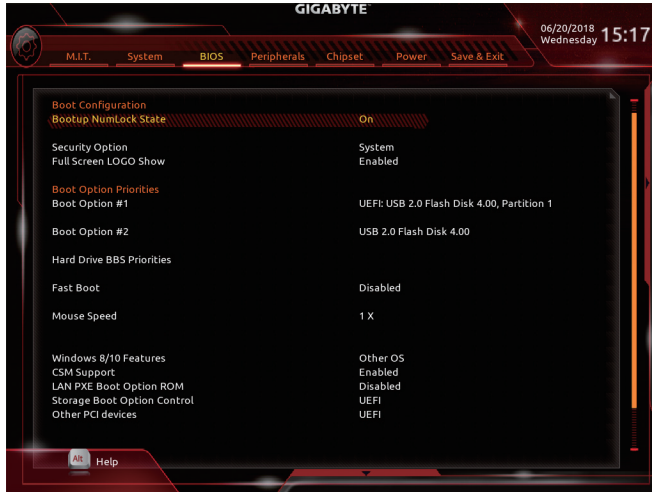 GIGABYTE
06/20/2018
Wednesday
15:17
M.I.T. System BIOS Peripherals Chipset Power Save & Exit
Boot Configuration
Bootup NumLock State On
Security Option System
Full Screen LOGO Show Enabled
Boot Option Priorities
Boot Option #1 UEFI: USB 2.0 Flash Disk 4.00, Partition 1
Boot Option #2 USB 2.0 Flash Disk 4.00
Hard Drive BBS Priorities
Fast Boot Disabled
Mouse Speed 1 X
Windows 8/10 Features Other OS
CSM Support Enabled
LAN PXE Boot Option ROM Disabled
Storage Boot Option Control UEFI
Other PCI devices UEFI
Alt Help